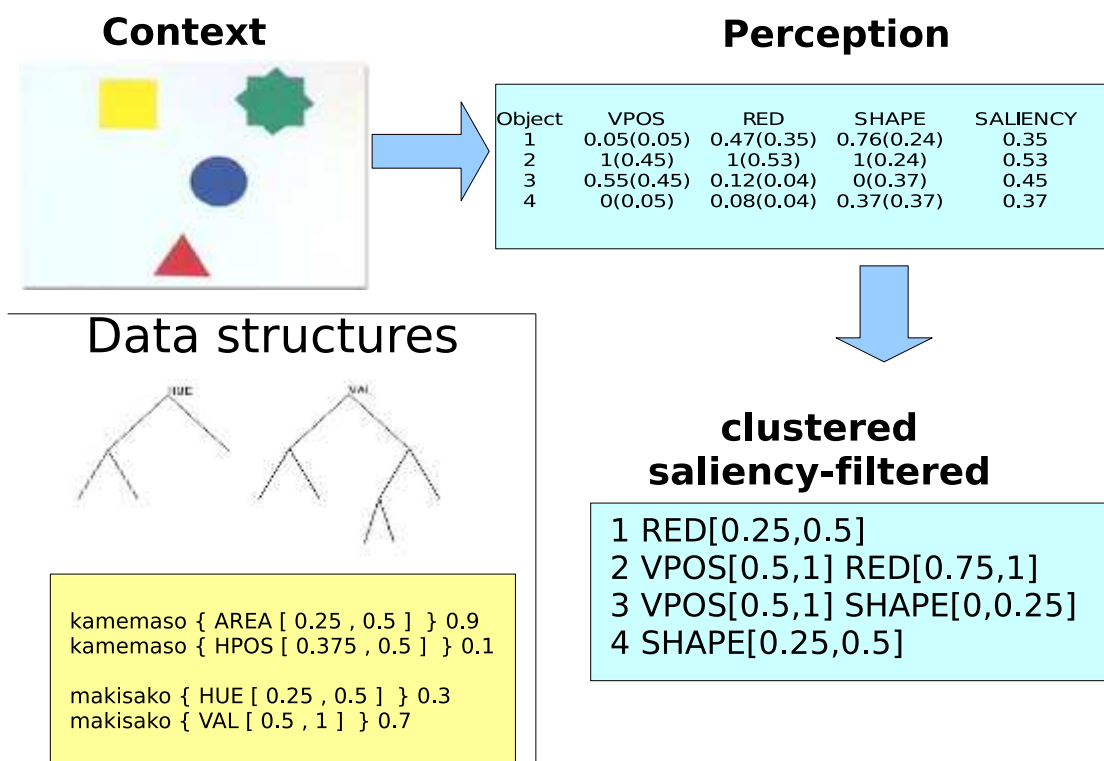 Context
Perception
Object VPOS RED SHAPE SALIENCY
1 0.05(0.05) 0.47(0.35) 0.76(0.24) 0.35
2 1(0.45) 1(0.53) 1(0.24) 0.53
3 0.55(0.45) 0.12(0.04) 0(0.37) 0.45
4 0(0.05) 0.08(0.04) 0.37(0.37) 0.37
Data structures
HUE VAL
kamemaso { AREA [ 0.25 , 0.5 ] } 0.9
kamemaso { HPOS [ 0.375 , 0.5 ] } 0.1
makisako { HUE [ 0.25 , 0.5 ] } 0.3
makisako { VAL [ 0.5 , 1 ] } 0.7
clustered
saliency-filtered
1 RED[0.25,0.5]
2 VPOS[0.5,1] RED[0.75,1]
3 VPOS[0.5,1] SHAPE[0,0.25]
4 SHAPE[0.25,0.5]